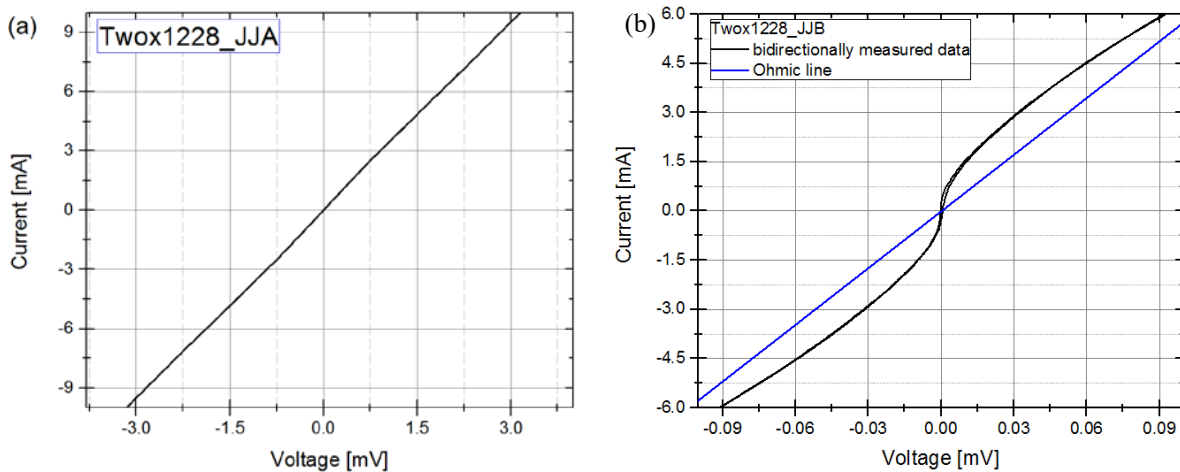 (a)
Twox1228_JJA
Current [mA]
9
6
3
0
-3
-6
-9
-3.0 -1.5 0.0 1.5 3.0
Voltage [mV]
(b)
Twox1228_JJB
bidirectionally measured data
Ohmic line
Current [mA]
6.0
4.5
3.0
1.5
0.0
-1.5
-3.0
-4.5
-6.0
-0.09 -0.06 -0.03 0.00 0.03 0.06 0.09
Voltage [mV]